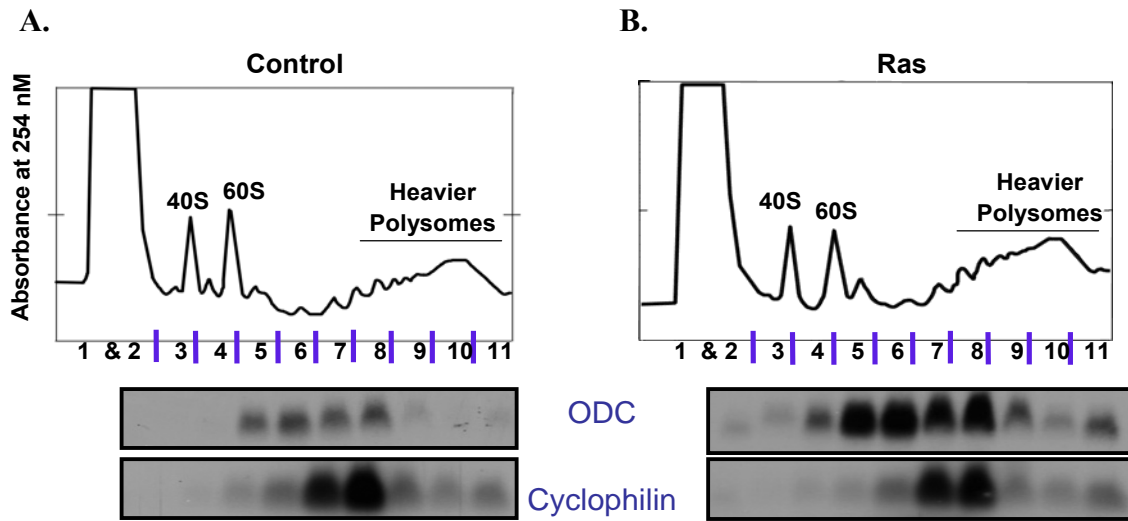 A.
B.
Control
Ras
Absorbance at 254 nM
40S
60S
Heavier
Polysomes
40S
60S
Heavier
Polysomes
1 & 2 3 4 5 6 7 8 9 10 11
1 & 2 3 4 5 6 7 8 9 10 11
ODC
Cyclophilin